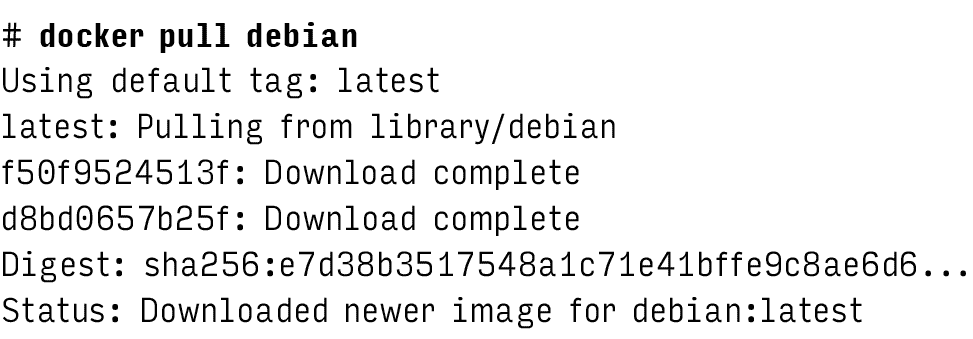 # docker pull debian
Using default tag: latest
latest: Pulling from library/debian
f50f9524513f: Download complete
d8bd0657b25f: Download complete
Digest: sha256:e7d38b3517548a1c71e41bffe9c8ae6d6...
Status: Downloaded newer image for debian:latest